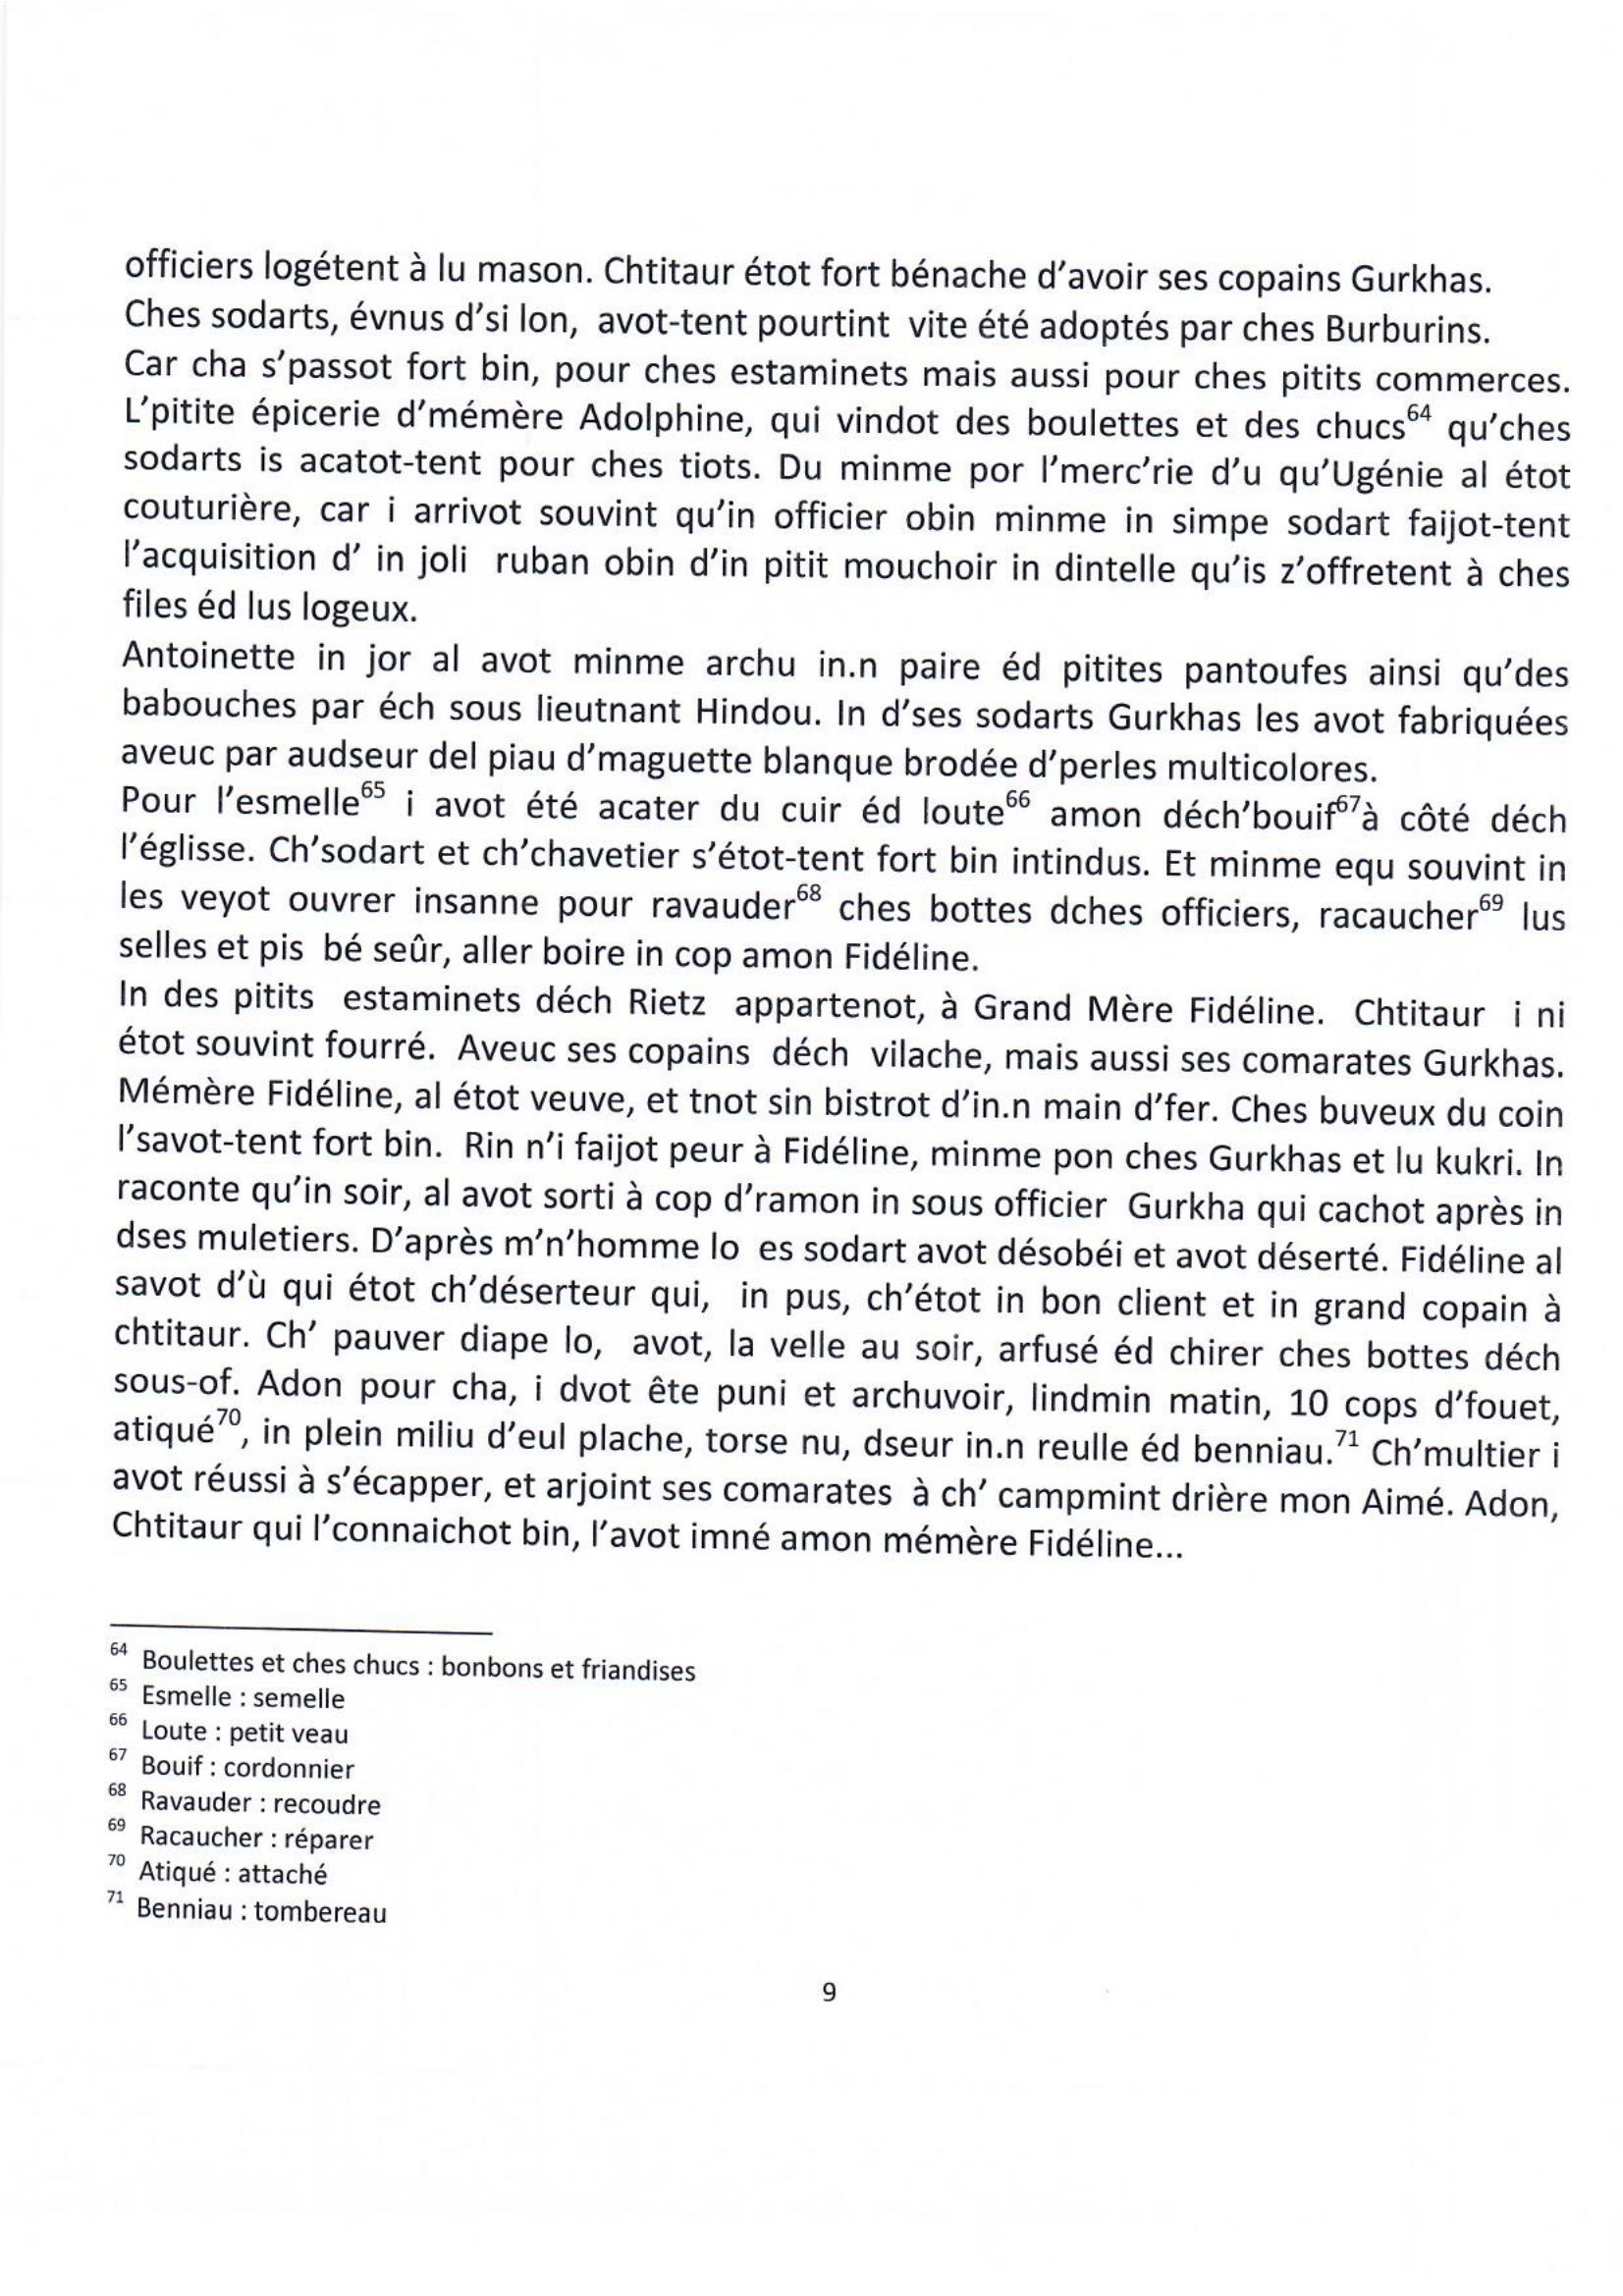 officiers logétent à lu mason. Chtitaur étot fort bénache d'avoir ses copains Gurkhas.
Ches sodarts, évnus d'si lon, avot-tent pourtint vite été adoptés par ches Burburins.
Car cha s'passot fort bin, pour ches estaminets mais aussi pour ches pitits commerces.
L'pitite épicerie d'mémère Adolphine, qui vindot des boulettes et des chucs⁶⁴ qu'ches
sodarts is acatot-tent pour ches tiots. Du minme por l'merc'rie d'u qu'Ugénie al étot
couturière, car i arrivot souvint qu'in officier obin minme in simpe sodart faijot-tent
l'acquisition d' in joli ruban obin d'in pitit mouchoir in dintelle qu'is z'offretent à ches
files éd lus logeux.
Antoinette in jor al avot minme archu in.n paire éd pitites pantoufes ainsi qu'des
babouches par éch sous lieutnant Hindou. In d'ses sodarts Gurkhas les avot fabriquées
aveuc par audseur del piau d'maguette blanque brodée d'perles multicolores.
Pour l'esmelle⁶⁵ i avot été acater du cuir éd loute⁶⁶ amon déch'bouif⁶⁷à côté déch
l'églisse. Ch'sodart et ch'chavetier s'étot-tent fort bin intindus. Et minme equ souvint in
les veyot ouvrer insanne pour ravauder⁶⁸ ches bottes dches officiers, racaucher⁶⁹ lus
selles et pis bé seûr, aller boire in cop amon Fidéline.
In des pitits estaminets déch Rietz appartenot, à Grand Mère Fidéline. Chtitaur i ni
étot souvint fourré. Aveuc ses copains déch vilache, mais aussi ses comarates Gurkhas.
Mémère Fidéline, al étot veuve, et tnot sin bistrot d'in.n main d'fer. Ches buveux du coin
l'savot-tent fort bin. Rin n'i faijot peur à Fidéline, minme pon ches Gurkhas et lu kukri. In
raconte qu'in soir, al avot sorti à cop d'ramon in sous officier Gurkha qui cachot après in
dses muletiers. D'après m'n'homme lo es sodart avot désobéi et avot déserté. Fidéline al
savot d'ù qui étot ch'déserteur qui, in pus, ch'étot in bon client et in grand copain à
chtitaur. Ch' pauver diape lo, avot, la velle au soir, arfusé éd chirer ches bottes déch
sous-of. Adon pour cha, i dvot ête puni et archuvoir, lindmin matin, 10 cops d'fouet,
atiqué⁷⁰, in plein miliu d'eul plache, torse nu, dseur in.n reulle éd benniau.⁷¹ Ch'multier i
avot réussi à s'écapper, et arjoint ses comarates à ch' campmint drière mon Aimé. Adon,
Chtitaur qui l'connaichot bin, l'avot imné amon mémère Fidéline...
⁶⁴ Boulettes et ches chucs : bonbons et friandises
⁶⁵ Esmelle : semelle
⁶⁶ Loute : petit veau
⁶⁷ Bouif : cordonnier
⁶⁸ Ravauder : recoudre
⁶⁹ Racaucher : réparer
⁷⁰ Atiqué : attaché
⁷¹ Benniau : tombereau
9